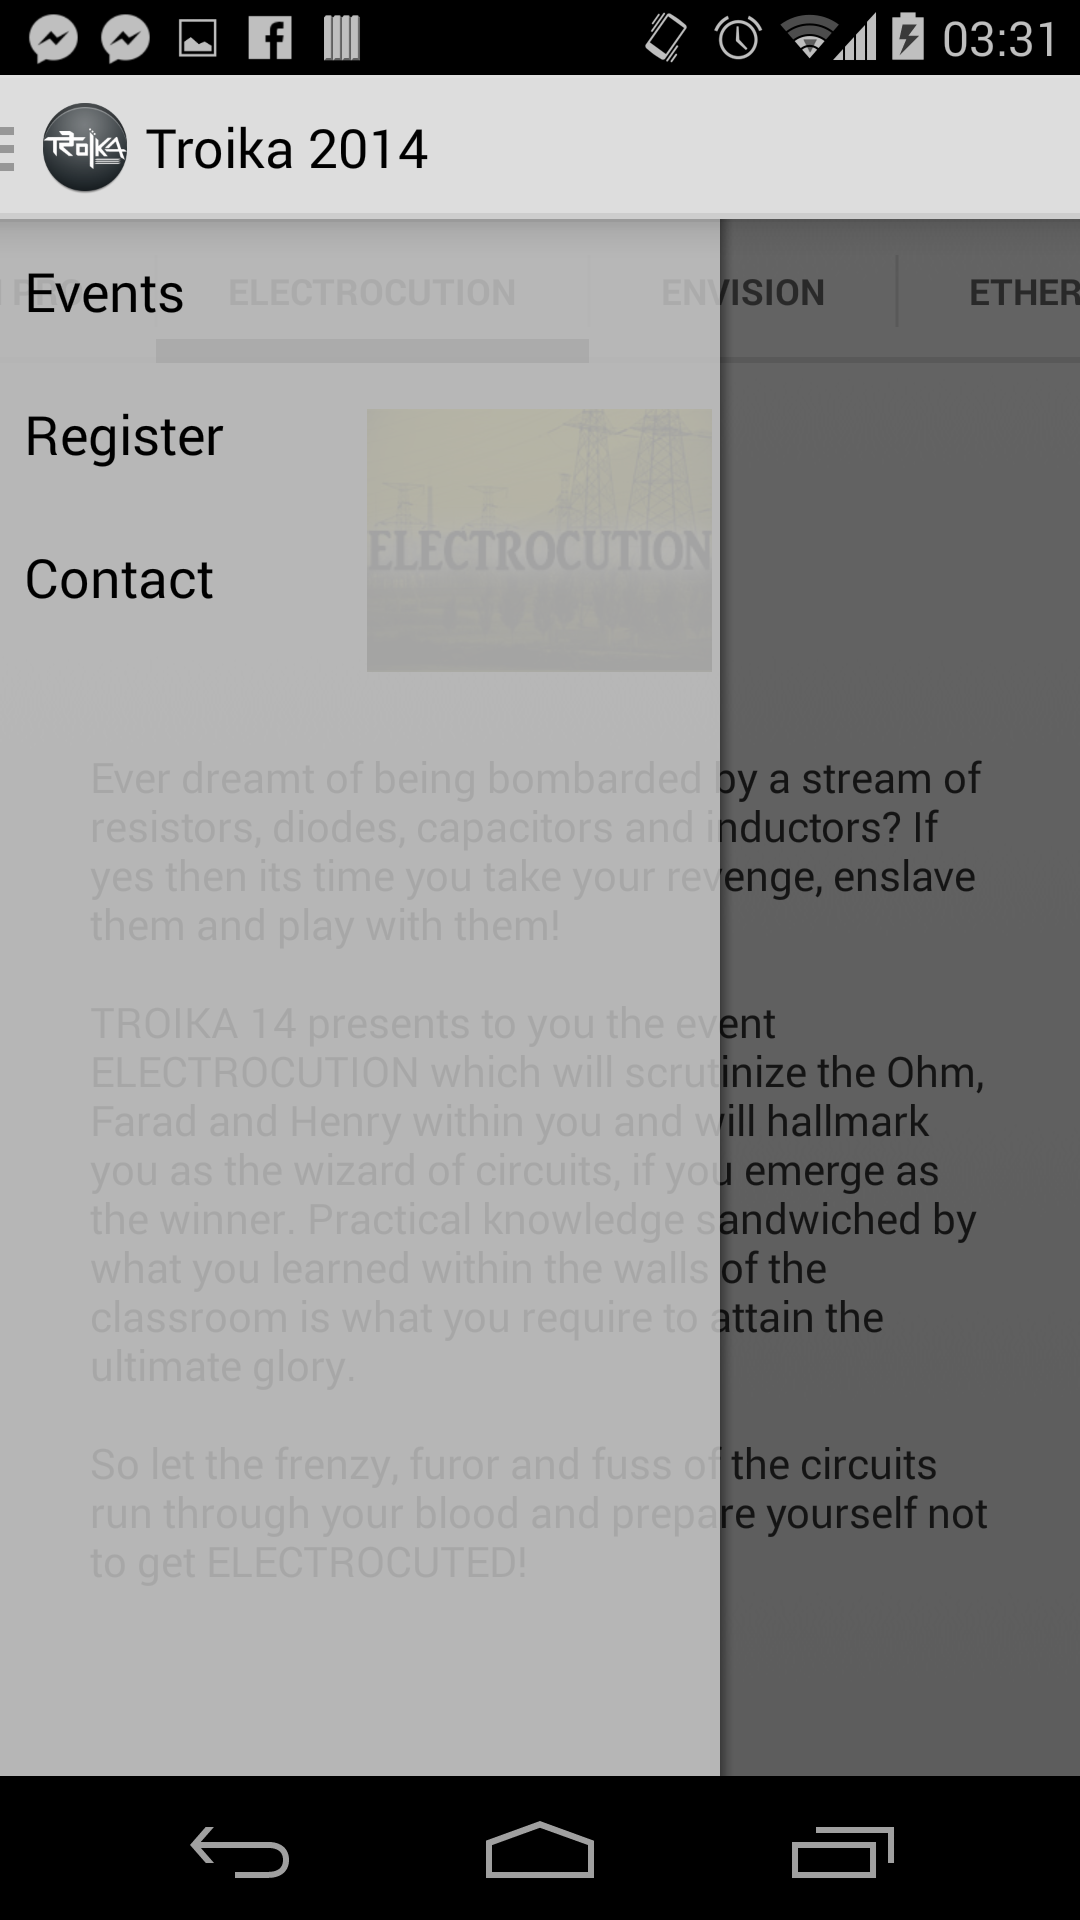 03:31
TROIKA Troika 2014
Events
Register
Contact
ELECTROCUTION ENVISION ETHER
ELECTROCUTION
Ever dreamt of being bombarded by a stream of
resistors, diodes, capacitors and inductors? If
yes then its time you take your revenge, enslave
them and play with them!
TROIKA 14 presents to you the event
ELECTROCUTION which will scrutinize the Ohm,
Farad and Henry within you and will hallmark
you as the wizard of circuits, if you emerge as
the winner. Practical knowledge sandwiched by
what you learned within the walls of the
classroom is what you require to attain the
ultimate glory.
So let the frenzy, furor and fuss of the circuits
run through your blood and prepare yourself not
to get ELECTROCUTED!